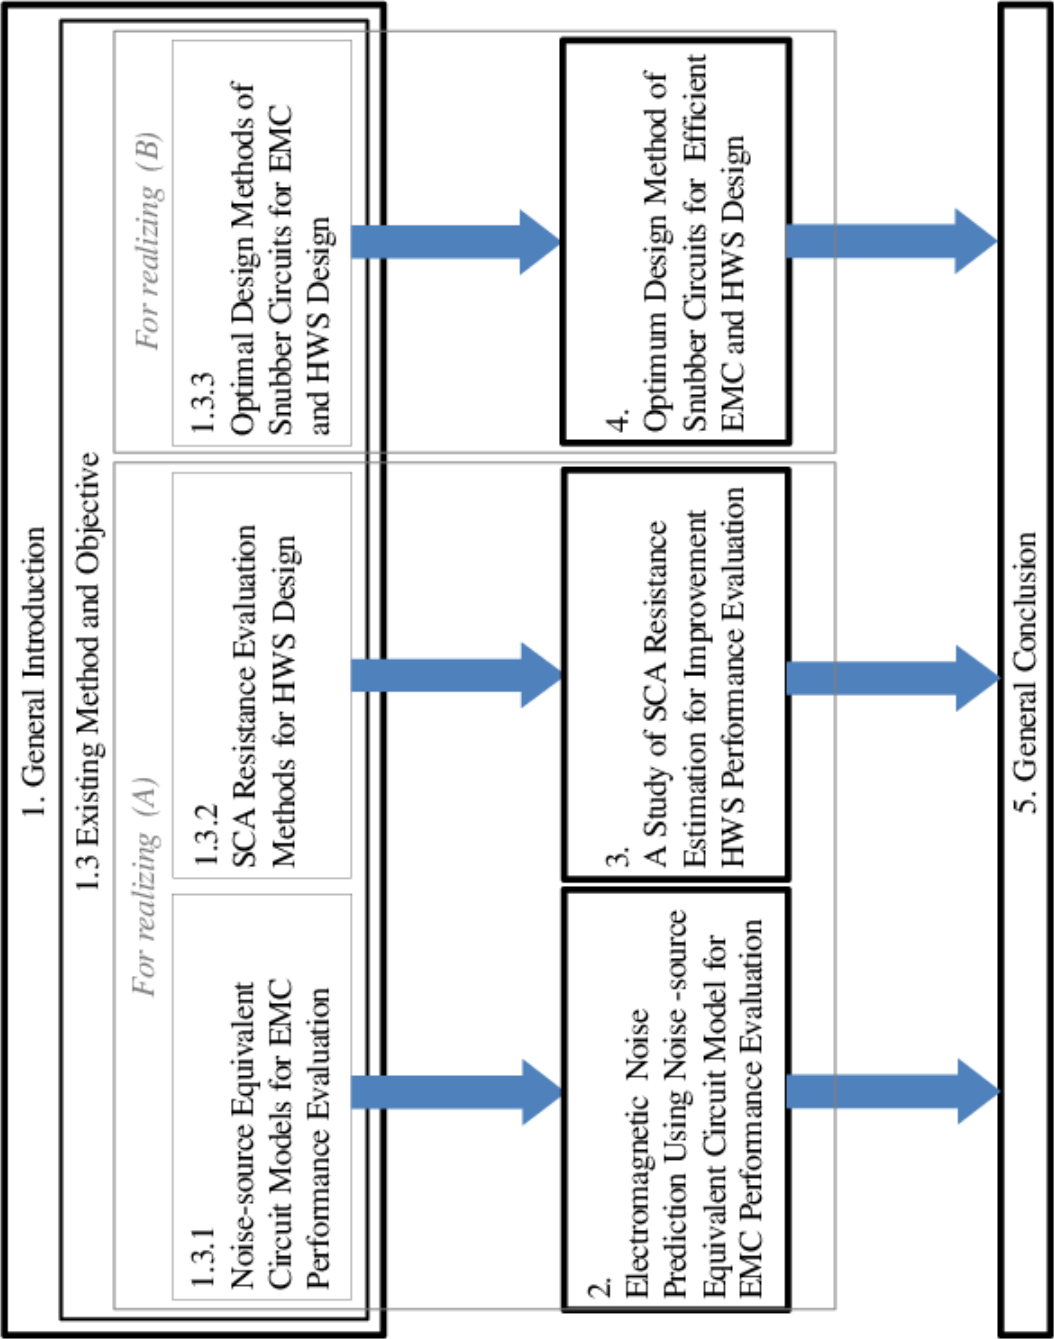 1. General Introduction
1.3 Existing Method and Objective
For realizing (A)
1.3.1
Noise-source Equivalent
Circuit Models for EMC
Performance Evaluation
1.3.2
SCA Resistance Evaluation
Methods for HWS Design
For realizing (B)
1.3.3
Optimal Design Methods of
Snubber Circuits for EMC
and HWS Design
2.
Electromagnetic Noise
Prediction Using Noise -source
Equivalent Circuit Model for
EMC Performance Evaluation
3.
A Study of SCA Resistance
Estimation for Improvement
HWS Performance Evaluation
4.
Optimum Design Method of
Snubber Circuits for Efficient
EMC and HWS Design
5. General Conclusion